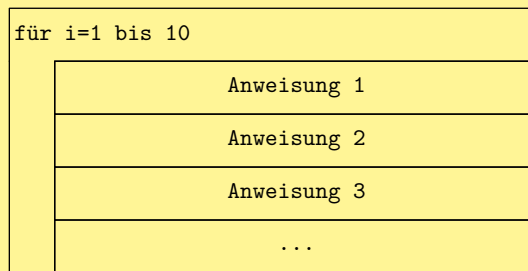 für i=1 bis 10
Anweisung 1
Anweisung 2
Anweisung 3
...